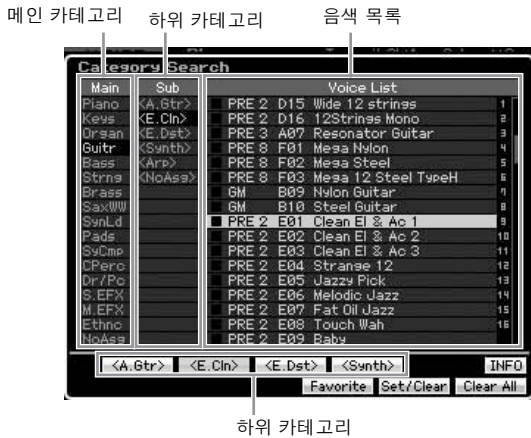 메인 카테고리 하위 카테고리 음색 목록
Category Search
Main Sub Voice List
Piano <A.Gtr> PRE 2 D15 Wide 12 strings 1
Keys <E.Cln> PRE 2 D16 12Strings Mono 2
Organ <E.Dst> PRE 3 A07 Resonator Guitar 3
Guitr <Synth> PRE 8 F01 Mega Nylon 4
Bass <Arp> PRE 8 F02 Mega Steel 5
Strng <NoAsg> PRE 8 F03 Mega 12 Steel TypeH 6
Brass GM B09 Nylon Guitar 7
SaxWW GM B10 Steel Guitar 8
SynLd PRE 2 E01 Clean El & Ac 1 9
Pads PRE 2 E02 Clean El & Ac 2 10
SyCmp PRE 2 E03 Clean El & Ac 3 11
CPerc PRE 2 E04 Strange 12 12
Dr/Pc PRE 2 E05 Jazzy Pick 13
S.EFX PRE 2 E06 Melodic Jazz 14
M.EFX PRE 2 E07 Fat Oil Jazz 15
Ethnc PRE 2 E08 Touch Wah 16
NoAsg PRE 2 E09 Baby
<A.Gtr> <E.Cln> <E.Dst> <Synth> INFO
Favorite Set/Clear Clear All
하위 카테고리